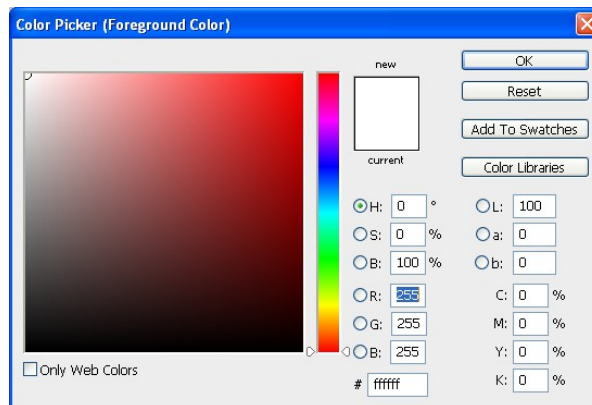 Color Picker (Foreground Color)
new
current
OK
Reset
Add To Swatches
Color Libraries
H: 0 °
S: 0 %
B: 100 %
R: 255
G: 255
B: 255
# ffffff
L: 100
a: 0
b: 0
C: 0 %
M: 0 %
Y: 0 %
K: 0 %
Only Web Colors